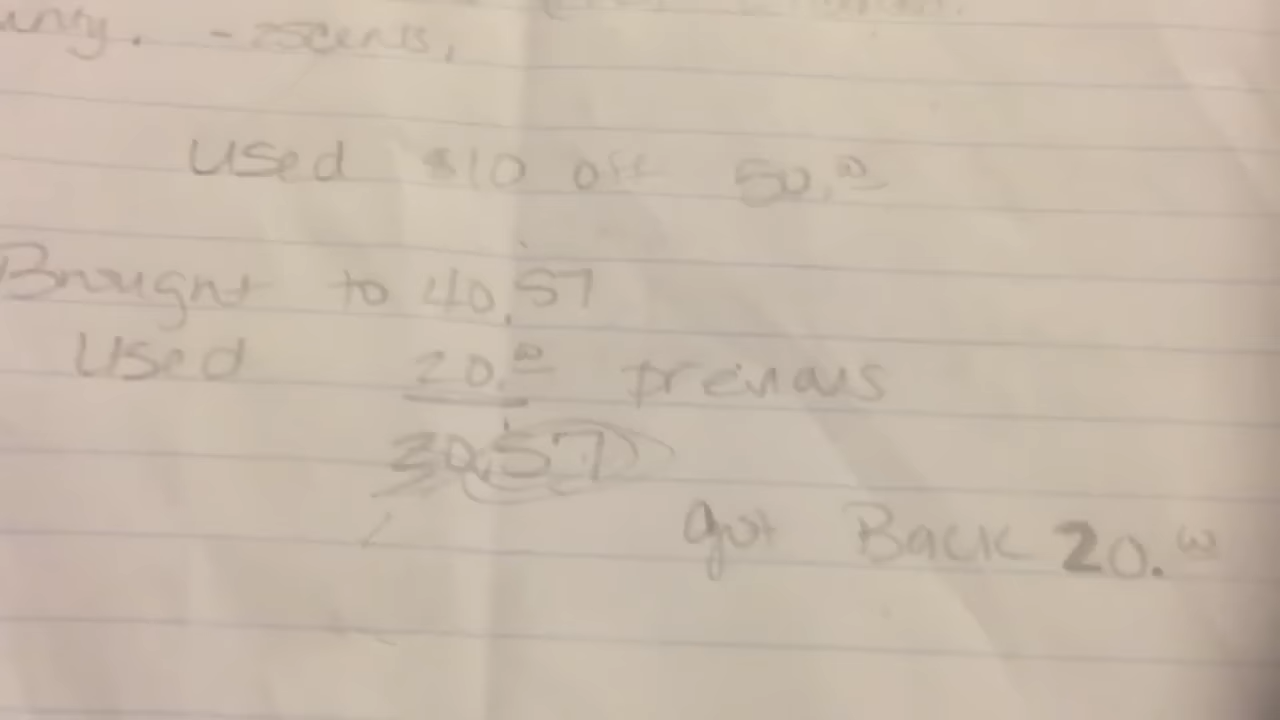 - 25cents.
Used $10 off 50.00
Brought to 40.57
Used 20.00 previous
30.57
got Back 20.00